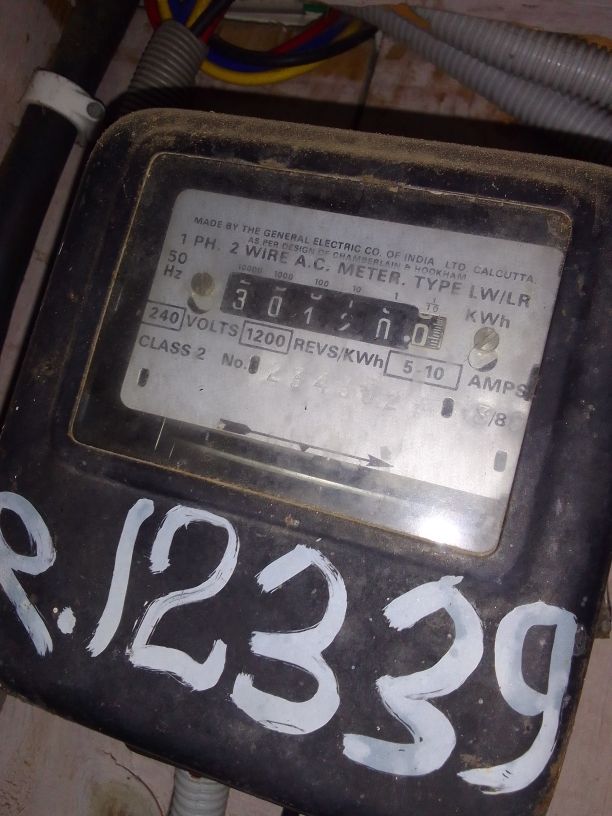 MADE BY THE GENERAL ELECTRIC CO. OF INDIA LTD. CALCUTTA.
AS PER DESIGN OF CHAMBERLAIN & HOOKHAM.
1 PH. 2 WIRE A.C. METER. TYPE LW/LR
50 Hz
10000 1000 100 10 1 1/10
KWh
240 VOLTS 1200 REVS/KWh 5-10 AMPS
CLASS 2 No.
R.12339